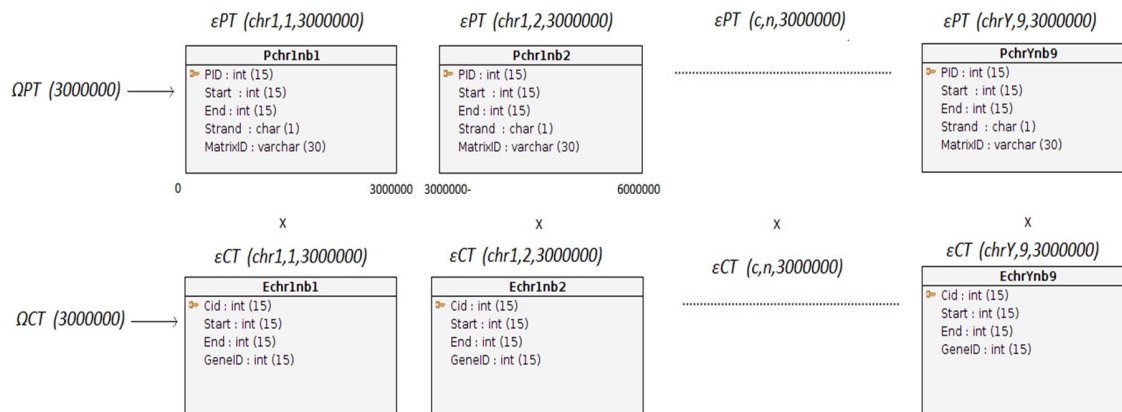 εPT (chr1,1,3000000) εPT (chr1,2,3000000) εPT (c,n,3000000) εPT (chrY,9,3000000)
Pchr1nb1 Pchr1nb2 PchrYnb9
ΩPT (3000000)
PID : int (15) PID : int (15) PID : int (15)
Start : int (15) Start : int (15) Start : int (15)
End : int (15) End : int (15) End : int (15)
Strand : char (1) Strand : char (1) Strand : char (1)
MatrixID : varchar (30) MatrixID : varchar (30) MatrixID : varchar (30)
0 3000000 3000000- 6000000
X X X X
εCT (chr1,1,3000000) εCT (chr1,2,3000000) εCT (c,n,3000000) εCT (chrY,9,3000000)
Echr1nb1 Echr1nb2 EchrYnb9
ΩCT (3000000)
Cid : int (15) Cid : int (15) Cid : int (15)
Start : int (15) Start : int (15) Start : int (15)
End : int (15) End : int (15) End : int (15)
GeneID : int (15) GeneID : int (15) GeneID : int (15)